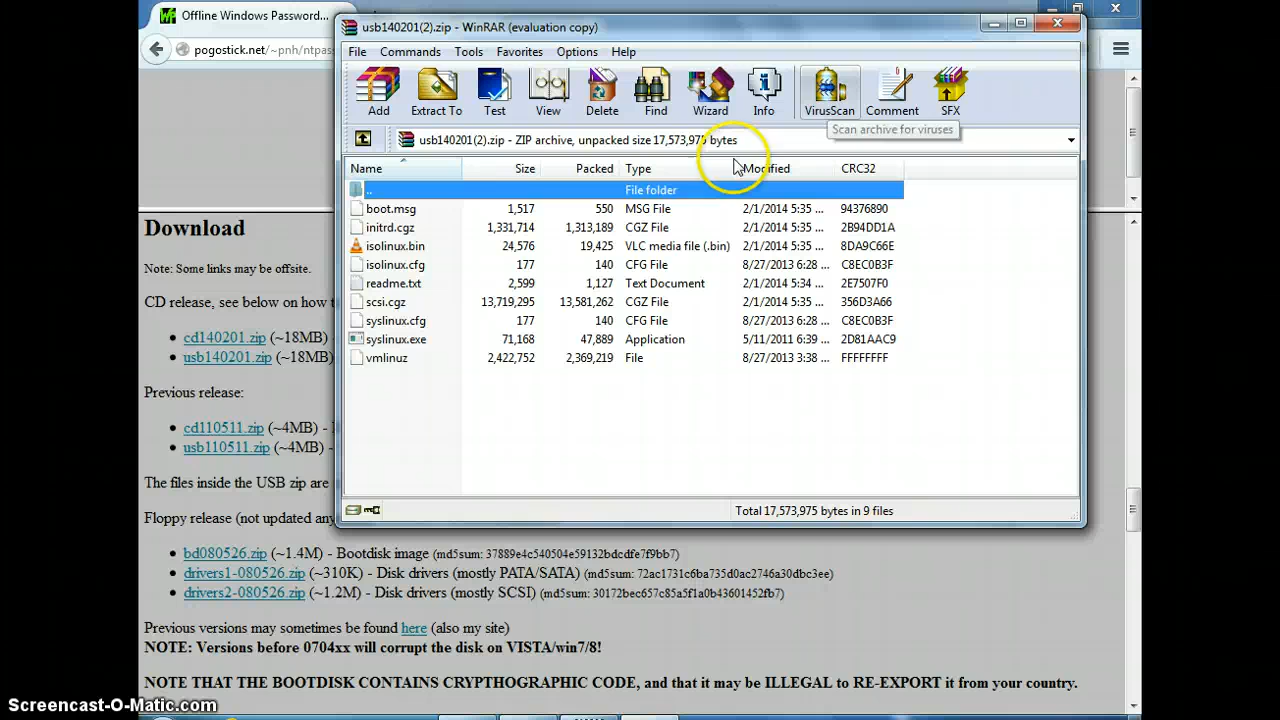 Offline Windows Password...
pogostick.net/~pnh/ntpas
usb140201(2).zip - WinRAR (evaluation copy)
File Commands Tools Favorites Options Help
Add Extract To Test View Delete Find Wizard Info VirusScan Comment SFX
Scan archive for viruses
usb140201(2).zip - ZIP archive, unpacked size 17,573,975 bytes
Name Size Packed Type Modified CRC32
.. File folder
boot.msg 1,517 550 MSG File 2/1/2014 5:35 ... 94376890
initrd.cgz 1,331,714 1,313,189 CGZ File 2/1/2014 5:35 ... 2B94DD1A
isolinux.bin 24,576 19,425 VLC media file (.bin) 2/1/2014 5:35 ... 8DA9C66E
isolinux.cfg 177 140 CFG File 8/27/2013 6:28 ... C8EC0B3F
readme.txt 2,599 1,127 Text Document 2/1/2014 5:34 ... 2E7507F0
scsi.cgz 13,719,295 13,581,262 CGZ File 2/1/2014 5:35 ... 356D3A66
syslinux.cfg 177 140 CFG File 8/27/2013 6:28 ... C8EC0B3F
syslinux.exe 71,168 47,889 Application 5/11/2011 6:39 ... 2D81AAC9
vmlinuz 2,422,752 2,369,219 File 8/27/2013 3:38 ... FFFFFFFF
Total 17,573,975 bytes in 9 files
Download
Note: Some links may be offsite.
CD release, see below on how t
cd140201.zip (~18MB)
usb140201.zip (~18MB)
Previous release:
cd110511.zip (~4MB) -
usb110511.zip (~4MB) -
The files inside the USB zip are
Floppy release (not updated any
bd080526.zip (~1.4M) - Bootdisk image (md5sum: 37889e4c540504e59132bdcdfe7f9bb7)
drivers1-080526.zip (~310K) - Disk drivers (mostly PATA/SATA) (md5sum: 72ac1731c6ba735d0ac2746a30dbc3ee)
drivers2-080526.zip (~1.2M) - Disk drivers (mostly SCSI) (md5sum: 30172bec657c85a5f1a0b43601452fb7)
Previous versions may sometimes be found here (also my site)
NOTE: Versions before 0704xx will corrupt the disk on VISTA/win7/8!
NOTE THAT THE BOOTDISK CONTAINS CRYPTHOGRAPHIC CODE, and that it may be ILLEGAL to RE-EXPORT it from your country.
Screencast-O-Matic.com